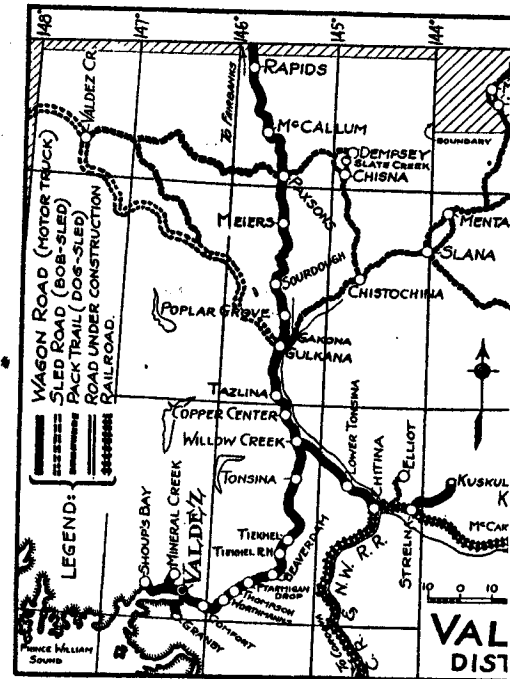 148°
147°
146°
145°
144°
VALDEZ CR.
TO FAIRBANKS
RAPIDS
McCALLUM
BOUNDARY
DEMPSEY
SLATE CREEK
CHISNA
PAXSONS
MEIERS
MENTA
SLANA
SOURDOUGH
CHISTOCHINA
POPLAR GROVE
GAKONA
GULKANA
TAZLINA
COPPER CENTER
WILLOW CREEK
LOWER TONSINA
TONSINA
CHITINA
ELLIOT
KUSKUL
K
McCAR
STRELNA
TIEKHEL
TIEKHEL R.H.
BEAVERDAM
PTARMIGAN DROP
THOMPSON
WORTMANNS
COMFORT
GRANBY
VALDEZ
MINERAL CREEK
SHOUP'S BAY
PRINCE WILLIAM
SOUND
C. R. & N.W. R.R.
10 0 10
VAL
DIST
LEGEND:
WAGON ROAD (MOTOR TRUCK)
SLED ROAD (BOB-SLED)
PACK TRAIL (DOG-SLED)
ROAD UNDER CONSTRUCTION
RAILROAD.